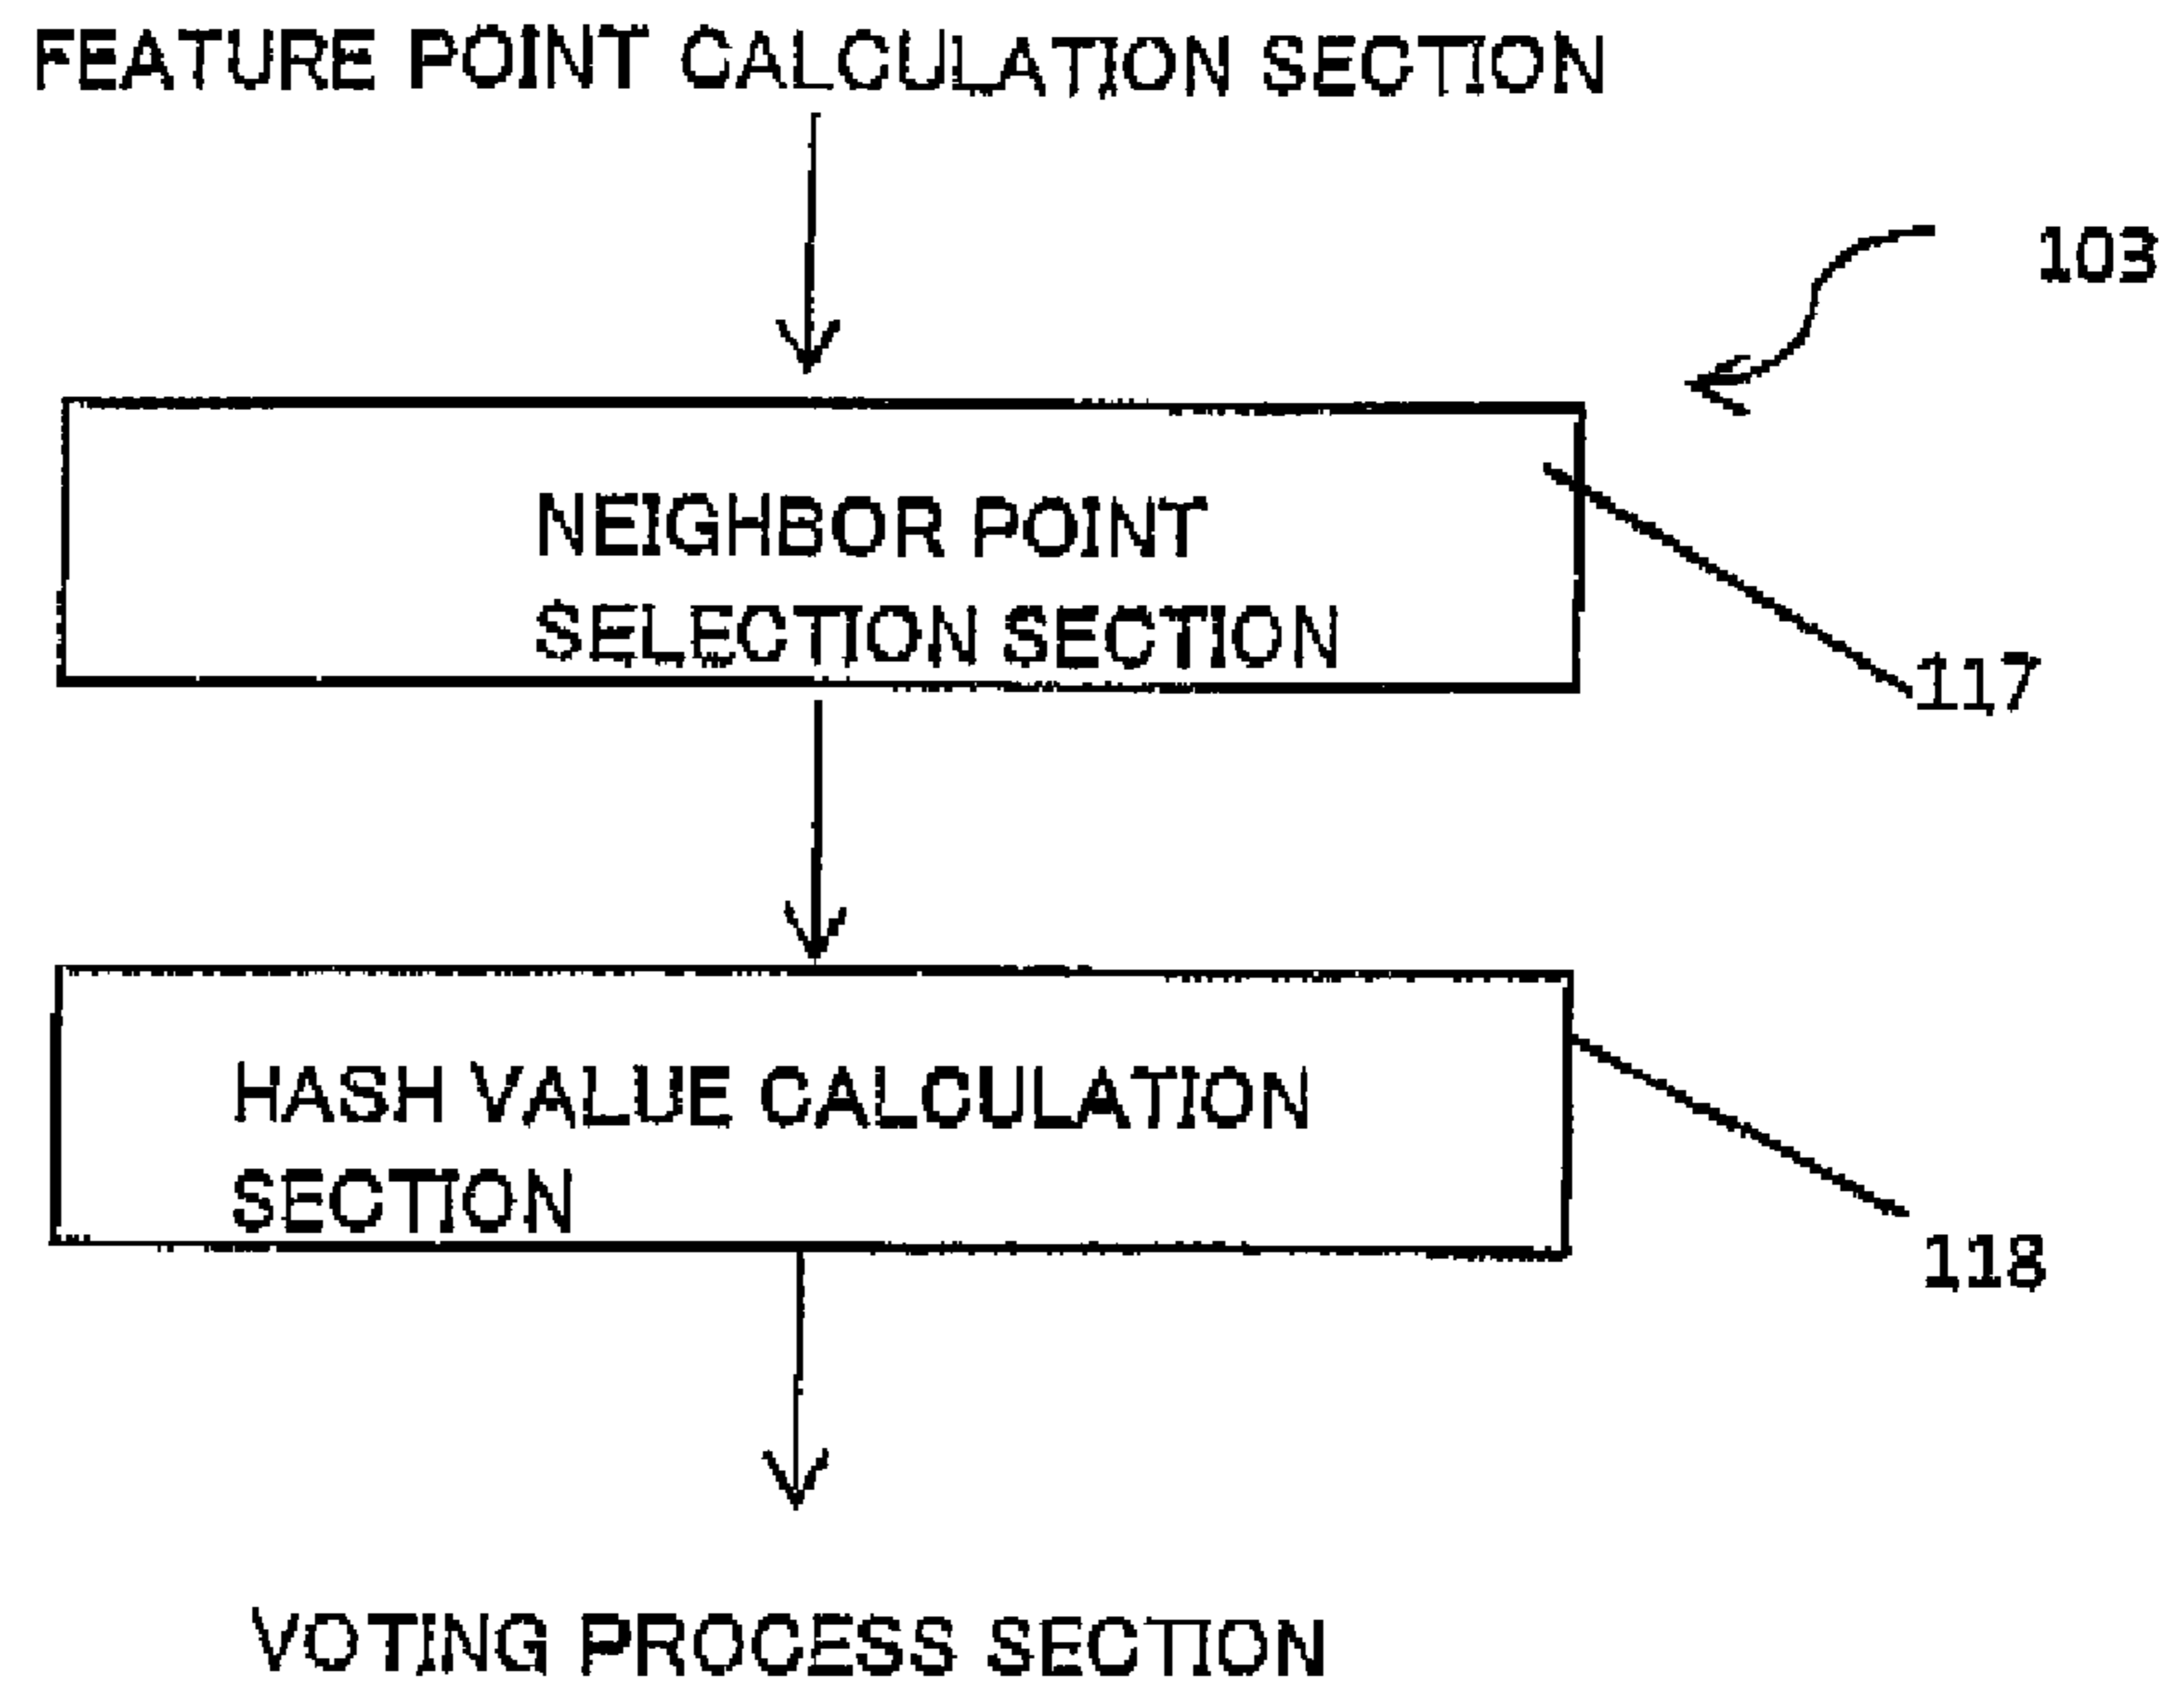 FEATURE POINT CALCULATION SECTION
103
NEIGHBOR POINT
SELECTION SECTION
117
HASH VALUE CALCULATION
SECTION
118
VOTING PROCESS SECTION